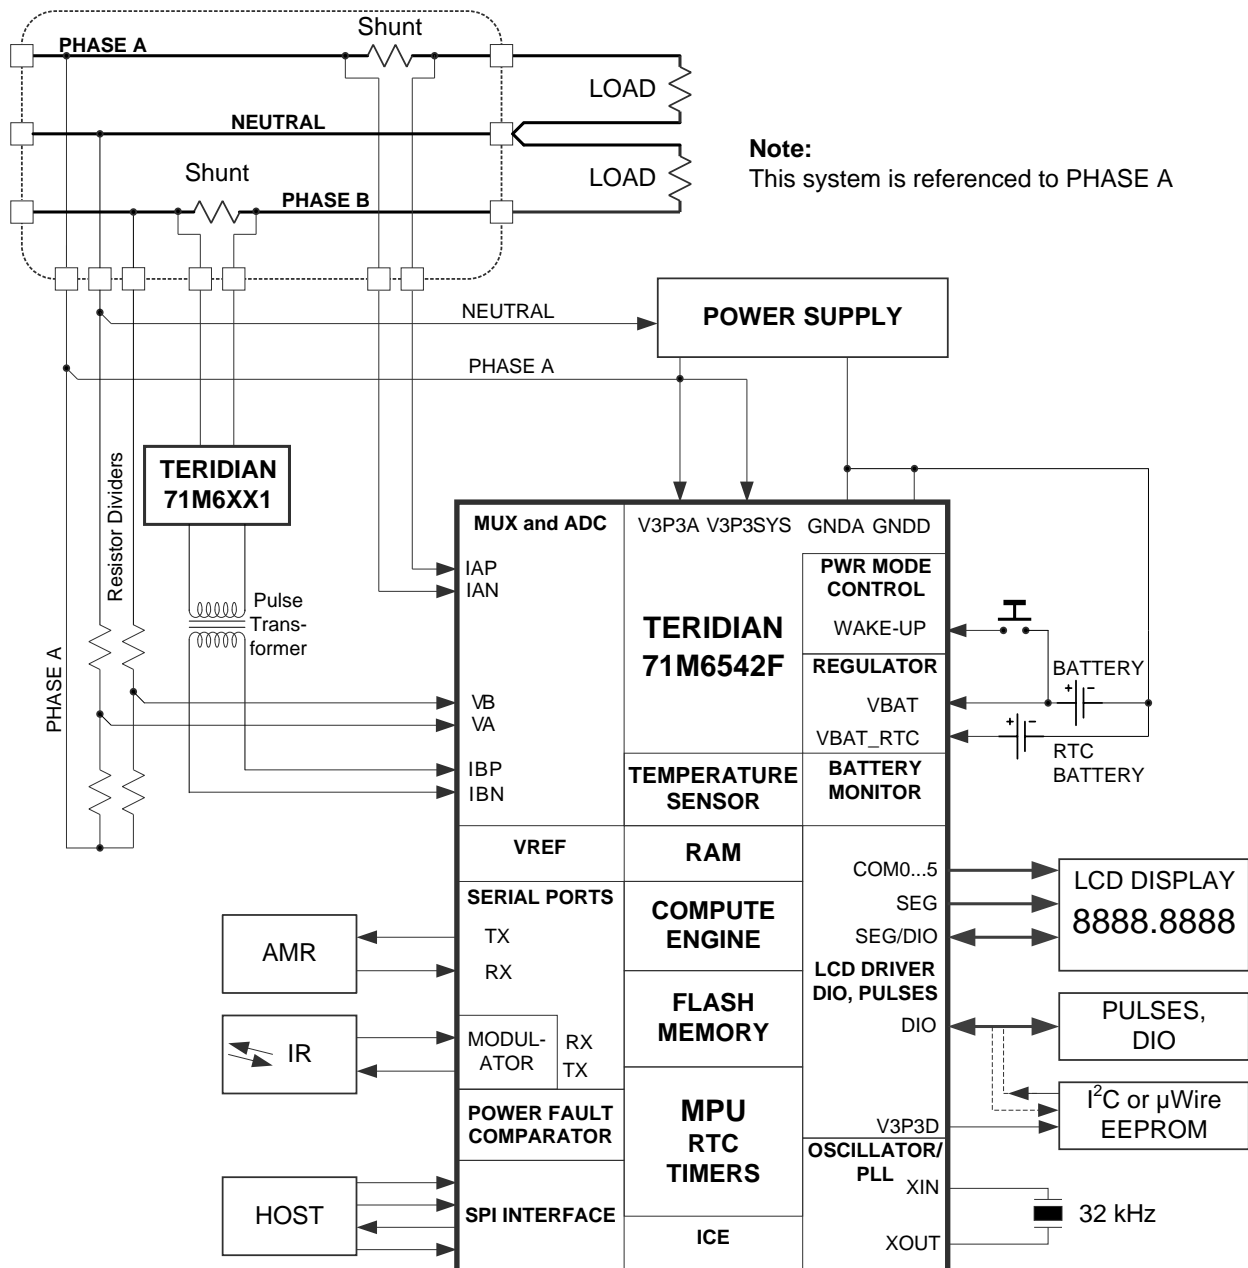 Shunt
PHASE A
LOAD
NEUTRAL
Note:
This system is referenced to PHASE A
Shunt
LOAD
PHASE B
NEUTRAL
POWER SUPPLY
PHASE A
TERIDIAN
71M6XX1
Resistor Dividers
PHASE A
Pulse
Trans-
former
MUX and ADC
V3P3A V3P3SYS GNDA GNDD
IAP
IAN
PWR MODE
CONTROL
TERIDIAN
71M6542F
WAKE-UP
REGULATOR
BATTERY
+ -
VB
VA
VBAT
VBAT_RTC
+ -
RTC
BATTERY
IBP
IBN
TEMPERATURE
SENSOR
BATTERY
MONITOR
VREF
RAM
COM0...5
SEG
SEG/DIO
LCD DISPLAY
8888.8888
SERIAL PORTS
TX
RX
AMR
COMPUTE
ENGINE
LCD DRIVER
DIO, PULSES
DIO
PULSES,
DIO
FLASH
MEMORY
IR
MODUL-
ATOR
RX
TX
I²C or µWire
EEPROM
V3P3D
POWER FAULT
COMPARATOR
MPU
RTC
TIMERS
OSCILLATOR/
PLL
XIN
32 kHz
XOUT
HOST
SPI INTERFACE
ICE